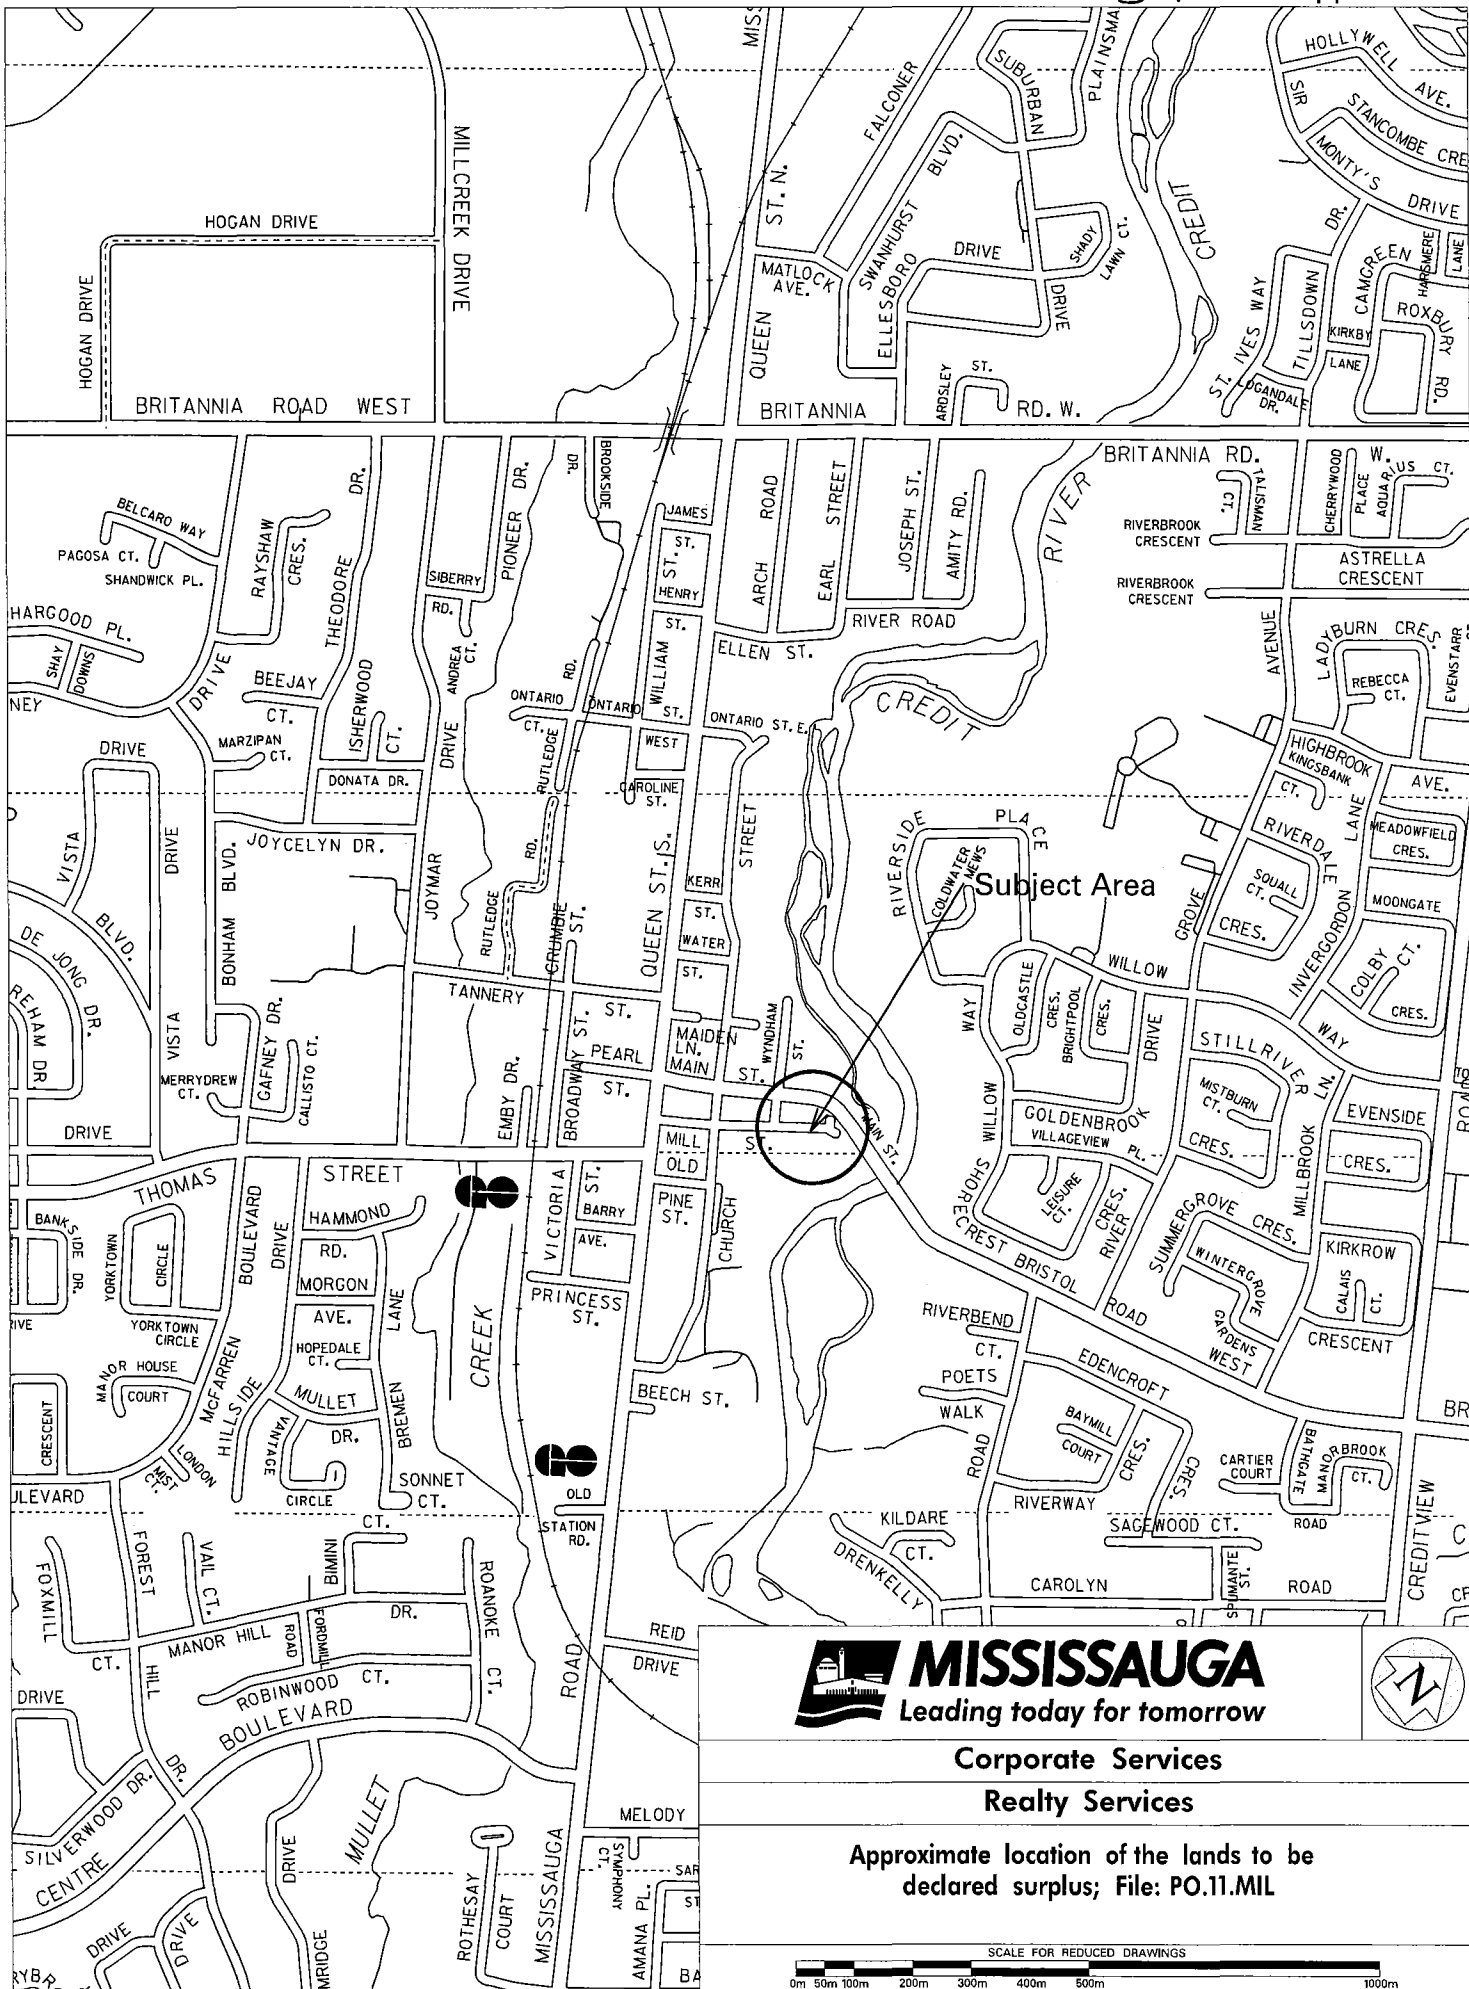 MISS
FALCONER
SUBURBAN
PLAINSMA
HOLLYWELL AVE.
SIR
STANCOMBE CRE
MONTY'S DRIVE
MILLCREEK DRIVE
HOGAN DRIVE
HOGAN DRIVE
QUEEN ST. N.
MATLOCK AVE.
SWANHURST BLVD.
ELLESBORO DRIVE
SHADY LAWN CT.
DRIVE
CREDIT
ST. IVES WAY
TILLSDOWN DR.
CAMGREEN
HARSMERE
LANE
ROXBURY RD.
KIRKBY LANE
LOGANDALE DR.
ARDSLEY ST.
BRITANNIA ROAD WEST
BRITANNIA RD. W.
BRITANNIA RD. W.
BELCARO WAY
PAGOSA CT.
SHANDWICK PL.
RAYSHAW CRES.
THEODORE DR.
SIBERRY RD.
PIONEER DR.
BROOKSIDE DR.
JAMES ST.
HENRY ST.
WILLIAM ST.
ARCH ROAD
EARL STREET
JOSEPH ST.
AMITY RD.
RIVER ROAD
ELLEN ST.
RIVER
TALISMAN CT.
CHERRYWOOD PLACE
AQUARIUS CT.
RIVERBROOK CRESCENT
ASTRELLA CRESCENT
RIVERBROOK CRESCENT
HARGOOD PL.
SHAY DOWNS
NEY
DRIVE
BEEJAY CT.
MARZIPAN CT.
ISHERWOOD CT.
DONATA DR.
ANDREA CT.
JOYMAR DRIVE
ONTARIO CT.
RUTLEDGE RD.
ONTARIO ST. WEST
ONTARIO ST. E.
CAROLINE ST.
CREDIT
AVENUE
LADYBURN CRES.
REBECCA CT.
EVENSTARR
HIGHBROOK AVE.
KINGSBANK CT.
LANE
MEADOWFIELD CRES.
RIVERDALE CRES.
SQUALL CT.
MOONGATE CRES.
COLBY CT.
INVERGORDON
DRIVE
VISTA BLVD.
VISTA DRIVE
JOYCELYN DR.
BONHAM BLVD.
RUTLEDGE RD.
CRUMBIE ST.
QUEEN ST. S.
KERR ST.
WATER ST.
STREET
RIVERSIDE PLACE
COLDWATER MEWS
Subject Area
GROVE
WILLOW WAY
DE JONG DR.
REHAM DR
TANNERY ST.
GAFNEY DR.
CALLISTO CT.
MERRYDREW CT.
EMBY DR.
BROADWAY ST.
PEARL ST.
MAIDEN LN.
MAIN ST.
WYNDHAM ST.
MAIN ST.
MILL ST.
OLD PINE ST.
CHURCH
WILLOW WAY
OLDCASTLE CRES.
BRIGHTPOOL CRES.
DRIVE
GOLDENBROOK
VILLAGEVIEW PL.
LEISURE CT.
SHORECREST
CRES.
RIVER
STILLRIVER CRES.
MISTBURN CT.
MILLBROOK LN.
EVENSIDE CRES.
DRIVE
THOMAS STREET
VICTORIA ST.
BARRY AVE.
PRINCESS ST.
GO
BANKSIDE DR.
YORKTOWN CIRCLE
YORKTOWN CIRCLE
BOULEVARD
McFARREN
HILLSIDE DRIVE
HAMMOND RD.
MORGON AVE.
HOPEDALE CT.
BREMEN LANE
MULLET DR.
VANTAGE CIRCLE
SONNET CT.
MANOR HOUSE COURT
LONDON
MIST CT.
CRESCENT
ULEVARD
CREEK
BEECH ST.
GO
OLD STATION RD.
BRISTOL ROAD WEST
SUMMERGROVE CRES.
WINTERGROVE GARDENS
KIRKROW CRESCENT
CALAIS CT.
RIVERBEND CT.
EDENCROFT CRES.
POETS WALK
BAYMILL COURT
CRES.
ROAD
RIVERWAY
CARTIER COURT
BATHGATE
MANORBROOK CT.
ROAD
SAGEWOOD CT.
SPUMANTE ST.
CAROLYN ROAD
CREDITVIEW
KILDARE CT.
DRENKELLY
FOXMILL CT.
FOREST HILL DR.
VAIL CT.
BIMINI CT.
MANOR HILL DR.
FORDMILL ROAD
ROBINWOOD CT.
ROANOKE CT.
REID DRIVE
DRIVE
SILVERWOOD DR.
CENTRE BOULEVARD
DRIVE
DRIVE
DRIVE
MRIDGE
MULLET
MISSISSAUGA ROAD
ROTHESAY COURT
MELODY
SYMPHONY CT.
AMANA PL.
MISSISSAUGA
Leading today for tomorrow
N
Corporate Services
Realty Services
Approximate location of the lands to be
declared surplus; File: PO.11.MIL
SCALE FOR REDUCED DRAWINGS
0m 50m 100m 200m 300m 400m 500m 1000m